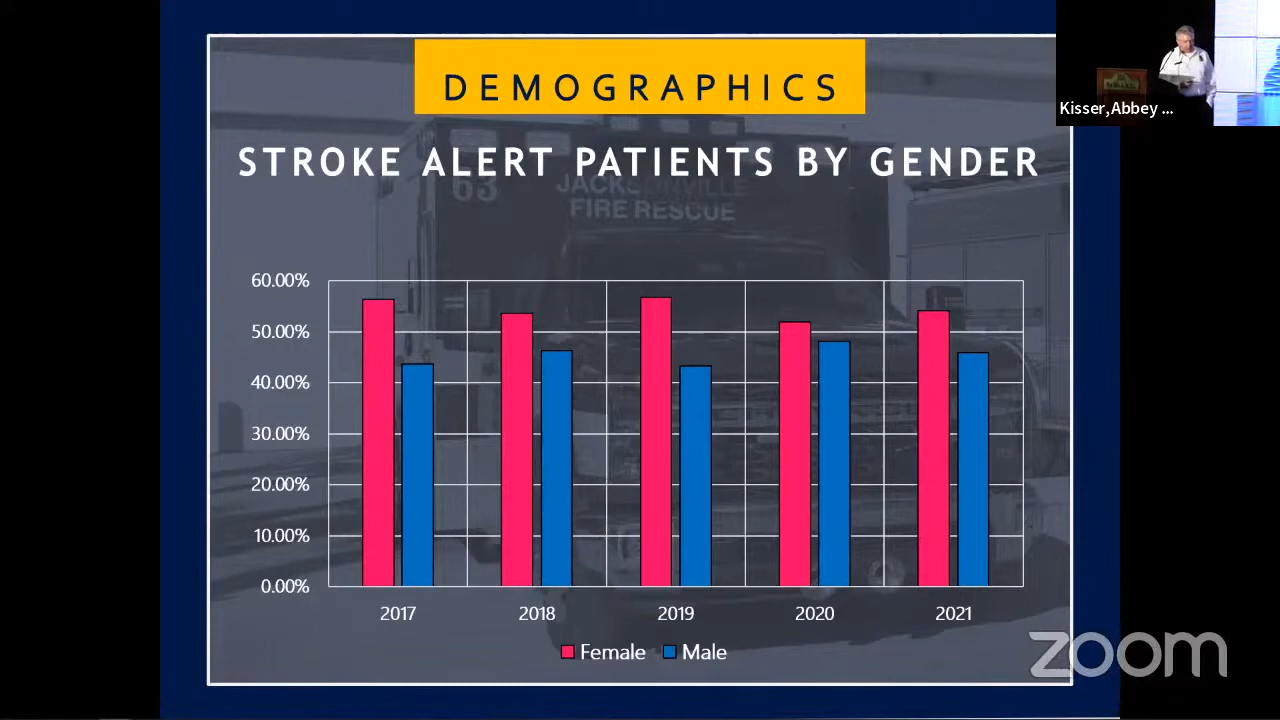 DEMOGRAPHICS
STROKE ALERT PATIENTS BY GENDER
63
JACKSONVILLE
FIRE RESCUE
60.00%
50.00%
40.00%
30.00%
20.00%
10.00%
0.00%
2017 2018 2019 2020 2021
Female Male
Kisser,Abbey ...
zoom